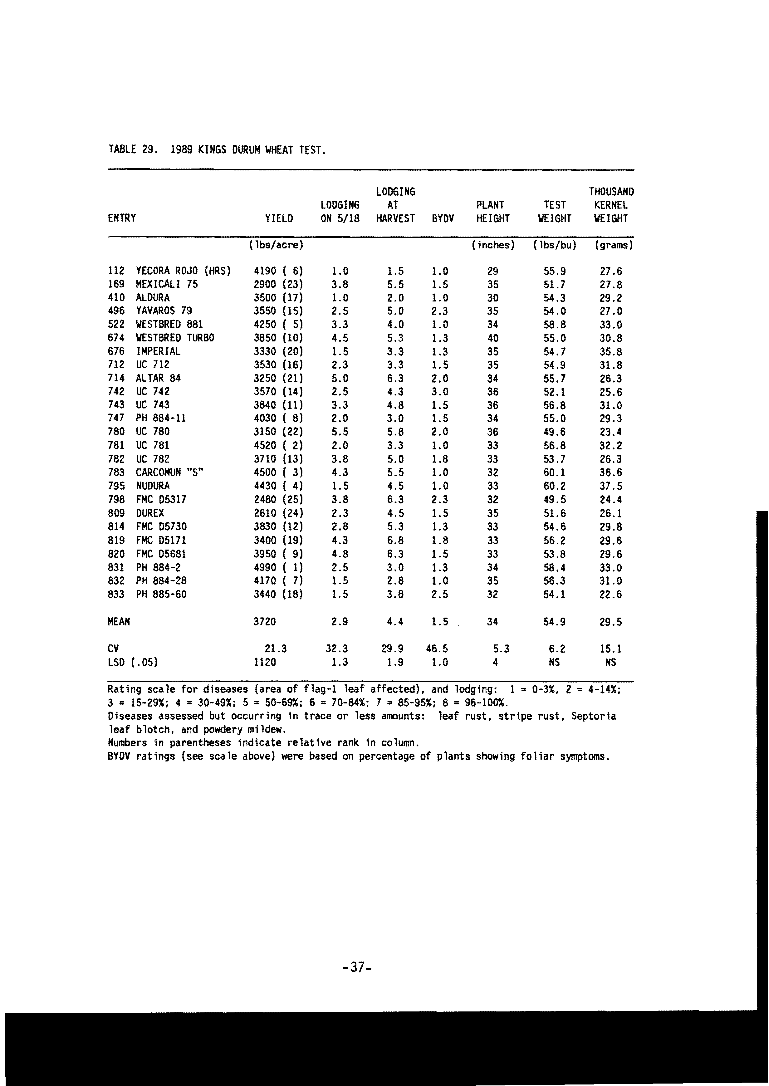 TABLE 29. 1989 KINGS DURUM WHEAT TEST.
LODGING THOUSAND
LODGING AT PLANT TEST KERNEL
ENTRY YIELD ON 5/18 HARVEST BYDV HEIGHT WEIGHT WEIGHT
(lbs/acre) (inches) (lbs/bu) (grams)
112 YECORA ROJO (HRS) 4190 ( 6) 1.0 1.5 1.0 29 55.9 27.6
169 MEXICALI 75 2900 (23) 3.8 5.5 1.5 35 51.7 27.8
410 ALDURA 3500 (17) 1.0 2.0 1.0 30 54.3 29.2
496 YAVAROS 79 3550 (15) 2.5 5.0 2.3 35 54.0 27.0
522 WESTBRED 881 4250 ( 5) 3.3 4.0 1.0 34 58.8 33.0
674 WESTBRED TURBO 3850 (10) 4.5 5.3 1.3 40 55.0 30.8
676 IMPERIAL 3330 (20) 1.5 3.3 1.3 35 54.7 35.8
712 UC 712 3530 (16) 2.3 3.3 1.5 35 54.9 31.8
714 ALTAR 84 3250 (21) 5.0 6.3 2.0 34 55.7 26.3
742 UC 742 3570 (14) 2.5 4.3 3.0 36 52.1 25.6
743 UC 743 3840 (11) 3.3 4.8 1.5 36 56.8 31.0
747 PH 884-11 4030 ( 8) 2.0 3.0 1.5 34 55.0 29.3
780 UC 780 3150 (22) 5.5 5.8 2.0 36 49.6 23.4
781 UC 781 4520 ( 2) 2.0 3.3 1.0 33 56.8 32.2
782 UC 782 3710 (13) 3.8 5.0 1.8 33 53.7 26.3
783 CARCOMUN "S" 4500 ( 3) 4.3 5.5 1.0 32 60.1 36.6
795 NUDURA 4430 ( 4) 1.5 4.5 1.0 33 60.2 37.5
798 FMC D5317 2480 (25) 3.8 6.3 2.3 32 49.5 24.4
809 DUREX 2610 (24) 2.3 4.5 1.5 35 51.6 26.1
814 FMC D5730 3830 (12) 2.8 5.3 1.3 33 54.6 29.8
819 FMC D5171 3400 (19) 4.3 6.8 1.8 33 56.2 29.6
820 FMC D5681 3950 ( 9) 4.8 6.3 1.5 33 53.8 29.6
831 PH 884-2 4990 ( 1) 2.5 3.0 1.3 34 58.4 33.0
832 PH 884-28 4170 ( 7) 1.5 2.8 1.0 35 56.3 31.0
833 PH 885-60 3440 (18) 1.5 3.8 2.5 32 54.1 22.6
MEAN 3720 2.9 4.4 1.5 34 54.9 29.5
CV 21.3 32.3 29.9 46.5 5.3 6.2 15.1
LSD (.05) 1120 1.3 1.9 1.0 4 NS NS
Rating scale for diseases (area of flag-1 leaf affected), and lodging: 1 = 0-3%, 2 = 4-14%;
3 = 15-29%; 4 = 30-49%; 5 = 50-69%; 6 = 70-84%; 7 = 85-95%; 8 = 96-100%.
Diseases assessed but occurring in trace or less amounts: leaf rust, stripe rust, Septoria
leaf blotch, and powdery mildew.
Numbers in parentheses indicate relative rank in column.
BYDV ratings (see scale above) were based on percentage of plants showing foliar symptoms.
-37-